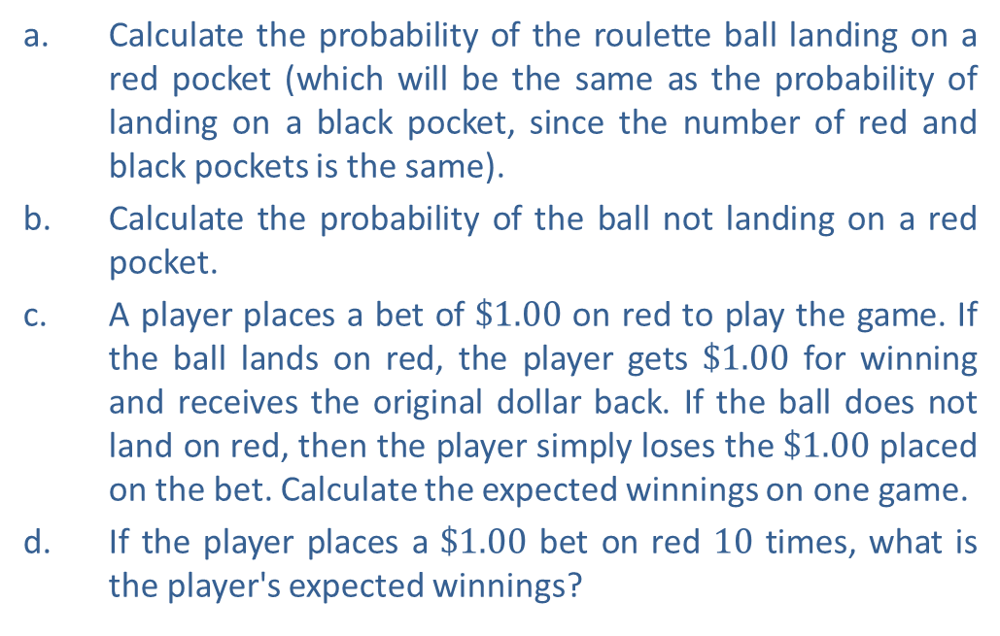 a. Calculate the probability of the roulette ball landing on a
red pocket (which will be the same as the probability of
landing on a black pocket, since the number of red and
black pockets is the same).
b. Calculate the probability of the ball not landing on a red
pocket.
c. A player places a bet of $1.00 on red to play the game. If
the ball lands on red, the player gets $1.00 for winning
and receives the original dollar back. If the ball does not
land on red, then the player simply loses the $1.00 placed
on the bet. Calculate the expected winnings on one game.
d. If the player places a $1.00 bet on red 10 times, what is
the player's expected winnings?